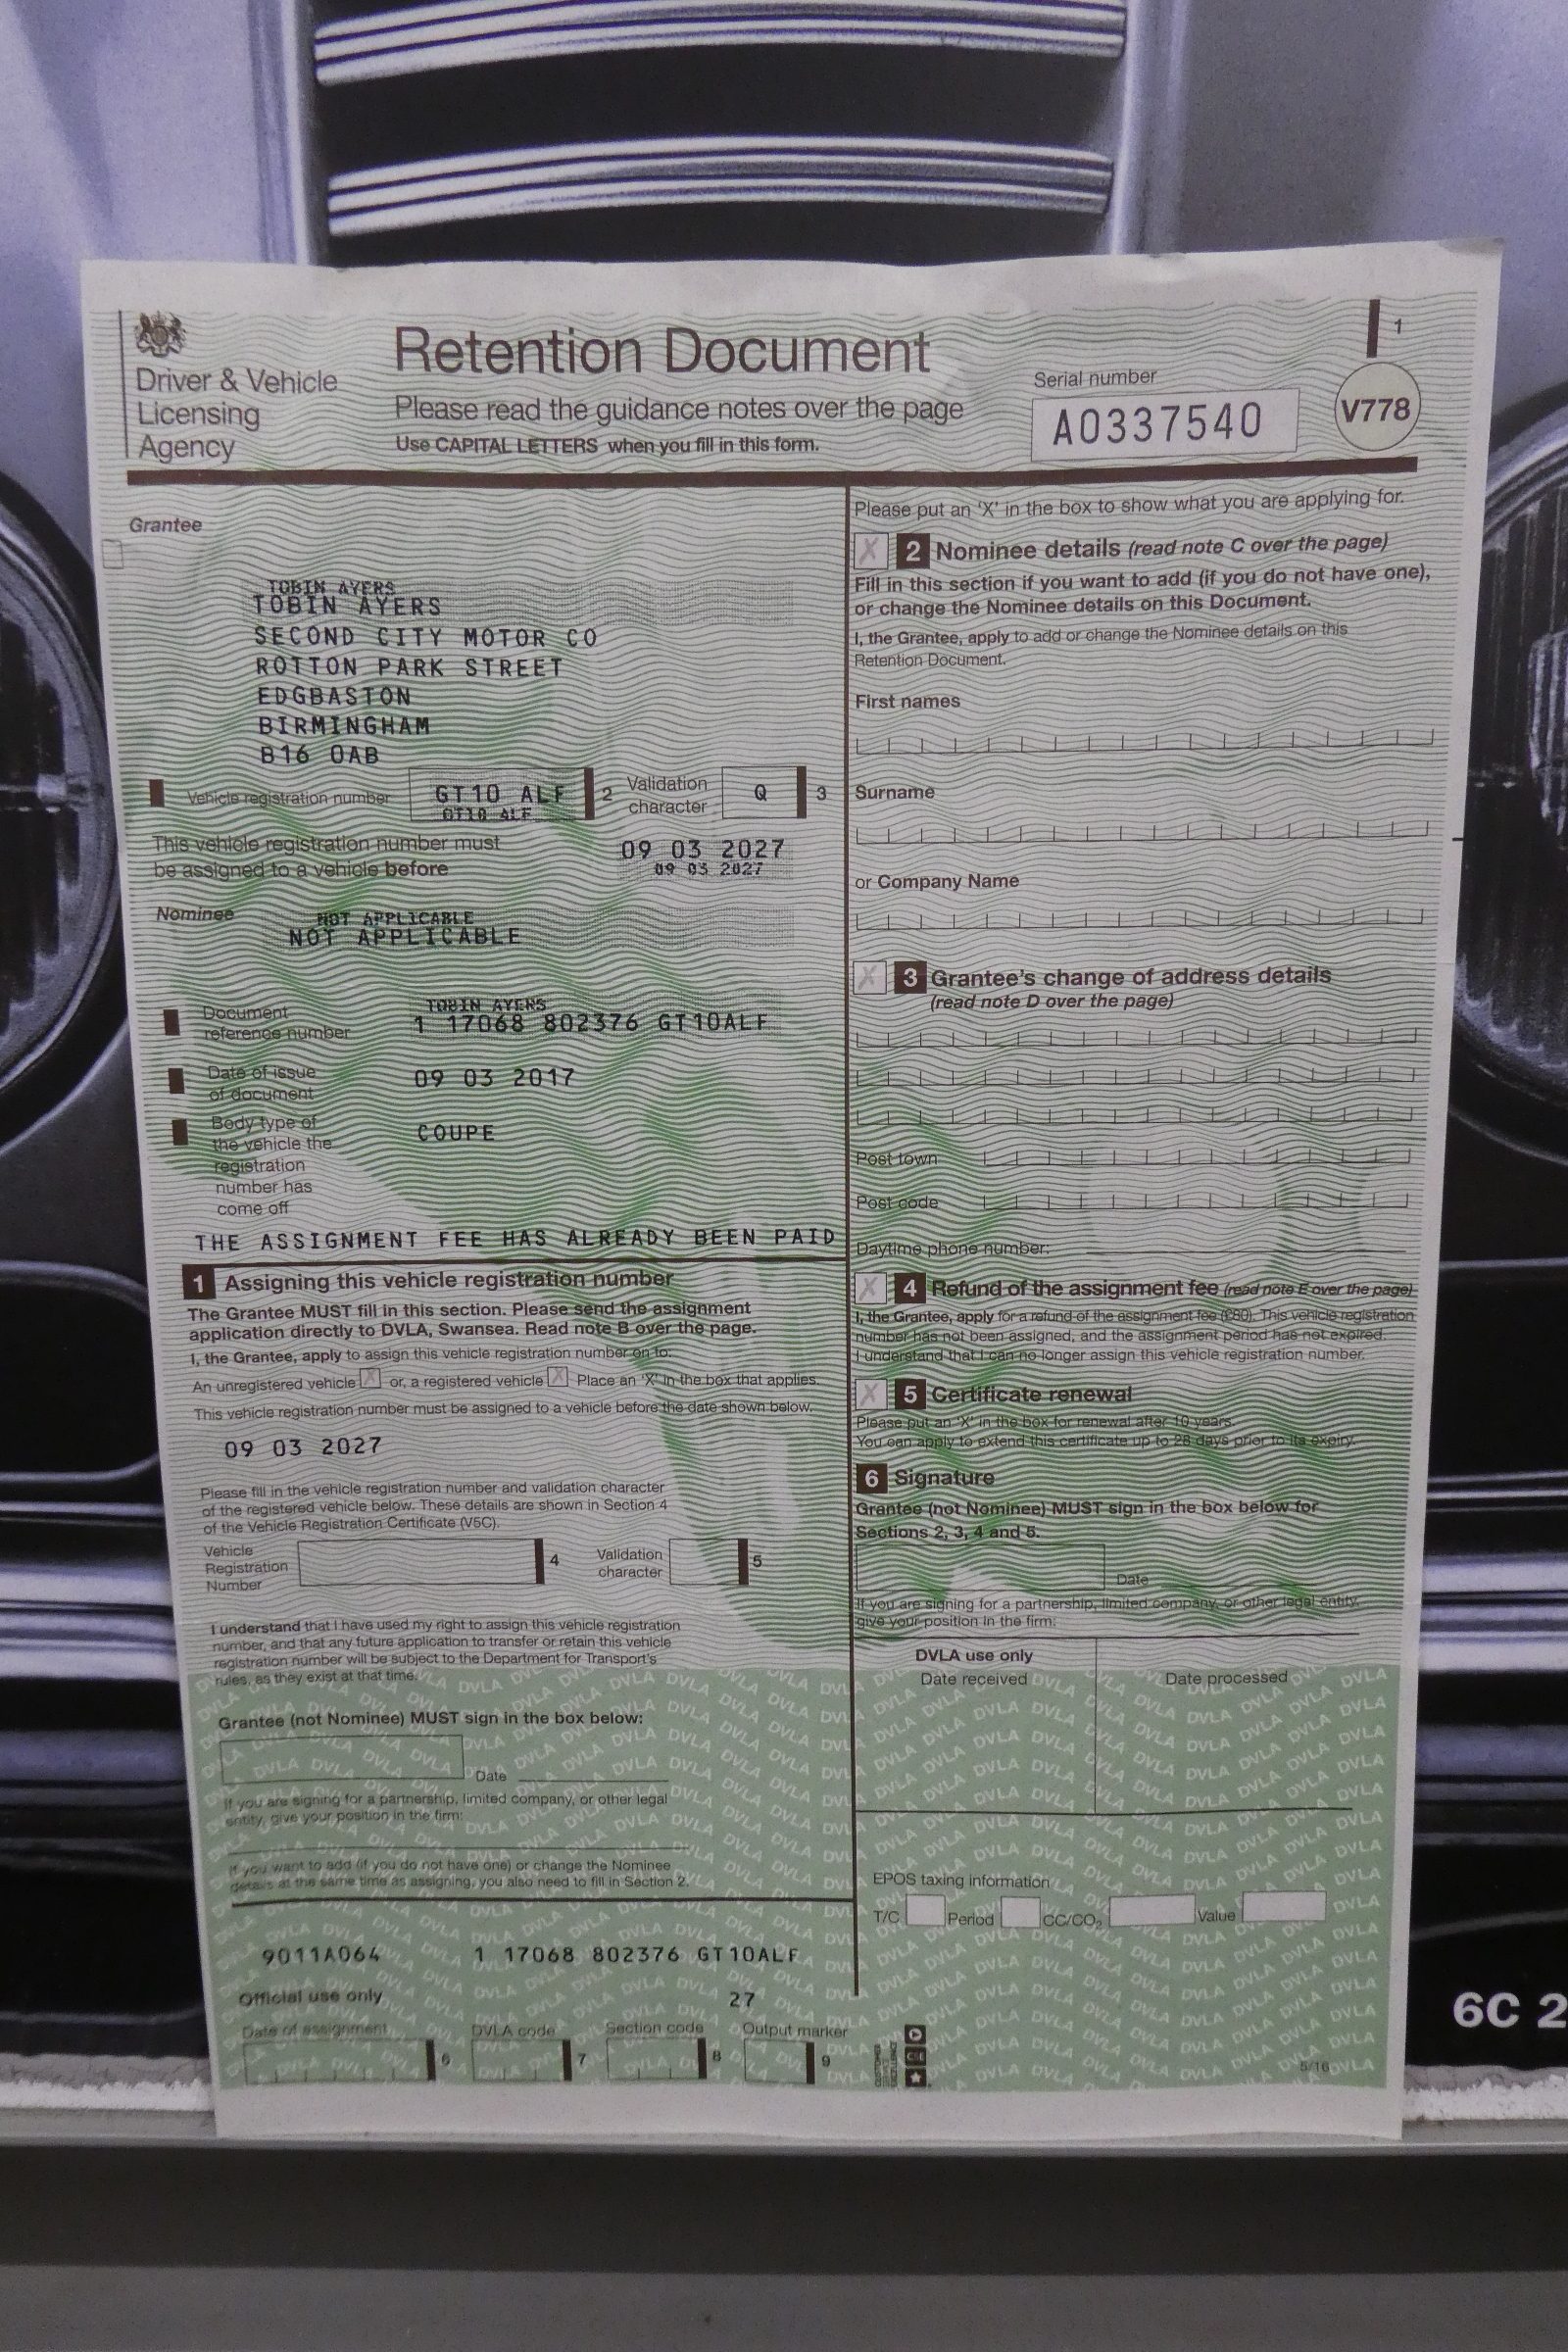 Driver & Vehicle
Licensing
Agency
Retention Document
Please read the guidance notes over the page
Use CAPITAL LETTERS when you fill in this form.
Serial number
A0337540
1
V778
Grantee
TOBIN AYERS
TOBIN AYERS
SECOND CITY MOTOR CO
ROTTON PARK STREET
EDGBASTON
BIRMINGHAM
B16 0AB
Vehicle registration number
GT10 ALF
GT10 ALF
2
Validation
character
Q
3
This vehicle registration number must
be assigned to a vehicle before
09 03 2027
09 03 2027
Nominee
NOT APPLICABLE
NOT APPLICABLE
TOBIN AYERS
Document
reference number
1 17068 802376 GT10ALF
Date of issue
of document
09 03 2017
Body type of
the vehicle the
registration
number has
come off
COUPE
THE ASSIGNMENT FEE HAS ALREADY BEEN PAID
1 Assigning this vehicle registration number
The Grantee MUST fill in this section. Please send the assignment
application directly to DVLA, Swansea. Read note B over the page.
I, the Grantee, apply to assign this vehicle registration number on to:
An unregistered vehicle X or, a registered vehicle X Place an 'X' in the box that applies.
This vehicle registration number must be assigned to a vehicle before the date shown below.
09 03 2027
Please fill in the vehicle registration number and validation character
of the registered vehicle below. These details are shown in Section 4
of the Vehicle Registration Certificate (V5C).
Vehicle
Registration
Number
4
Validation
character
5
I understand that I have used my right to assign this vehicle registration
number, and that any future application to transfer or retain this vehicle
registration number will be subject to the Department for Transport's
rules, as they exist at that time.
Grantee (not Nominee) MUST sign in the box below:
Date
If you are signing for a partnership, limited company, or other legal
entity, give your position in the firm:
If you want to add (if you do not have one) or change the Nominee
details at the same time as assigning, you also need to fill in Section 2.
9011A064 1 17068 802376 GT10ALF
Official use only
27
Date of assignment
6
DVLA code
7
Section code
8
Output marker
9
Please put an 'X' in the box to show what you are applying for.
X 2 Nominee details (read note C over the page)
Fill in this section if you want to add (if you do not have one),
or change the Nominee details on this Document.
I, the Grantee, apply to add or change the Nominee details on this
Retention Document.
First names
Surname
or Company Name
X 3 Grantee's change of address details
(read note D over the page)
Post town
Post code
Daytime phone number:
X 4 Refund of the assignment fee (read note E over the page)
I, the Grantee, apply for a refund of the assignment fee (£80). This vehicle registration
number has not been assigned, and the assignment period has not expired.
I understand that I can no longer assign this vehicle registration number.
X 5 Certificate renewal
Please put an 'X' in the box for renewal after 10 years.
You can apply to extend this certificate up to 28 days prior to its expiry.
6 Signature
Grantee (not Nominee) MUST sign in the box below for
Sections 2, 3, 4 and 5.
Date
If you are signing for a partnership, limited company, or other legal entity,
give your position in the firm:
DVLA use only
Date received
Date processed
EPOS taxing information
T/C
Period
CC/CO2
Value
5/16
6C 2